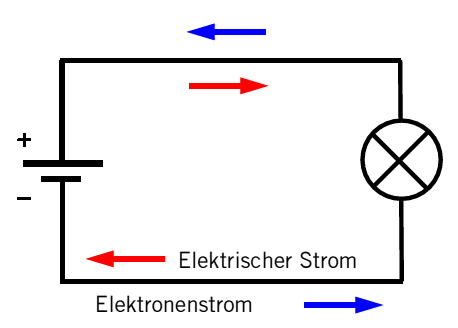 +
–
Elektrischer Strom
Elektronenstrom